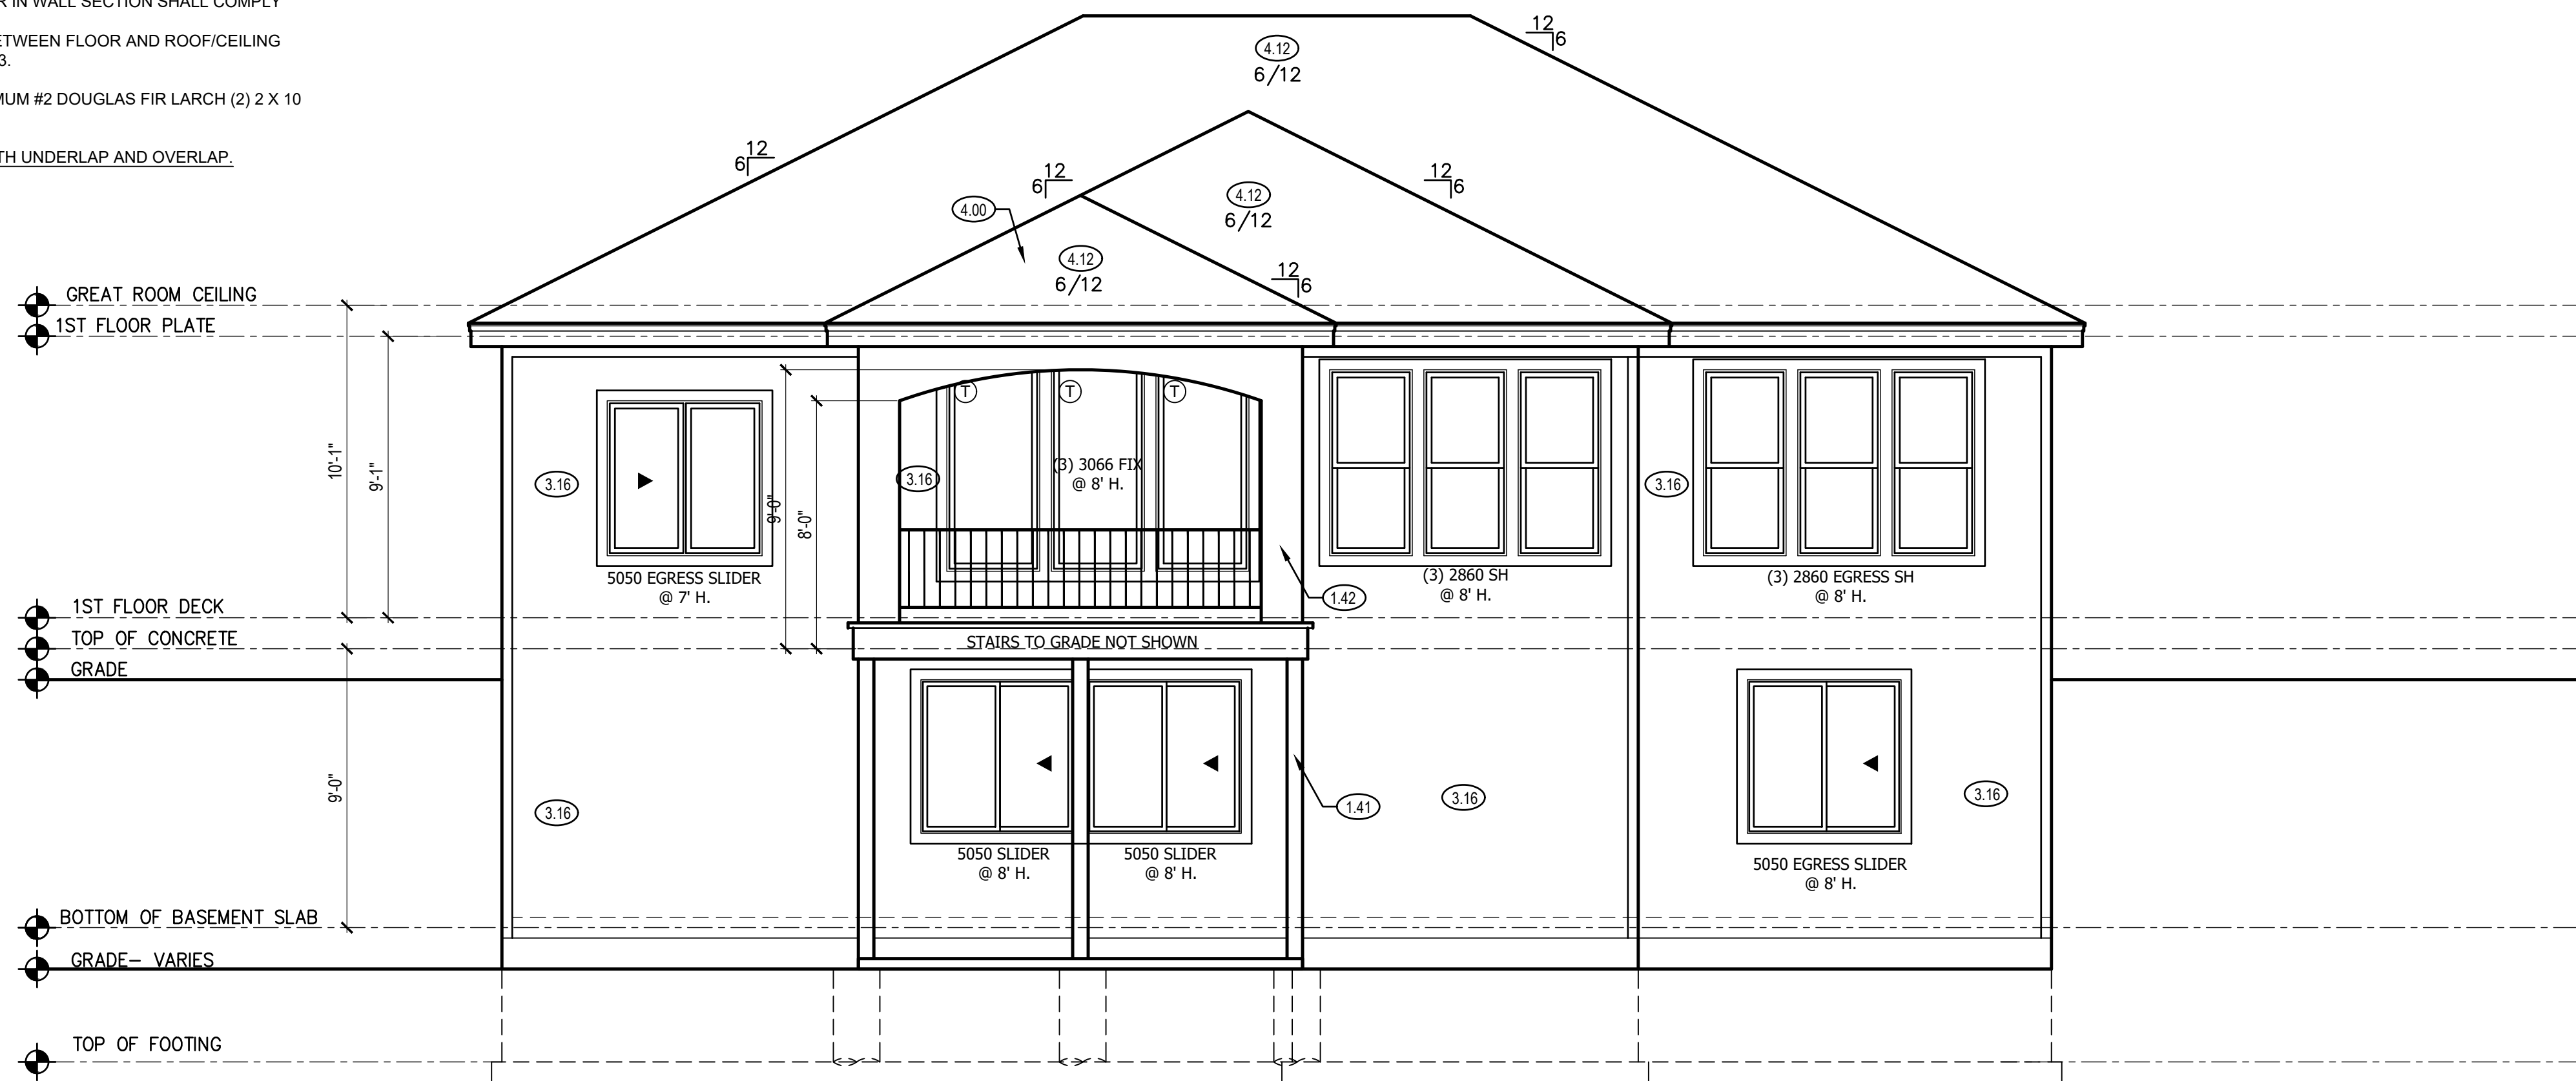 R IN WALL SECTION SHALL COMPLY
ETWEEN FLOOR AND ROOF/CEILING
3.
MUM #2 DOUGLAS FIR LARCH (2) 2 X 10
TH UNDERLAP AND OVERLAP.
12
6
4.12
6/12
12
6
12
6
12
6
4.00
4.12
6/12
4.12
6/12
12
6
GREAT ROOM CEILING
1ST FLOOR PLATE
T
T
T
10'-1"
9'-1"
9'-0"
8'-0"
3.16
3.16
(3) 3066 FIX
@ 8' H.
3.16
5050 EGRESS SLIDER
@ 7' H.
(3) 2860 SH
@ 8' H.
(3) 2860 EGRESS SH
@ 8' H.
1.42
1ST FLOOR DECK
TOP OF CONCRETE
STAIRS TO GRADE NOT SHOWN
GRADE
9'-0"
3.16
1.41
3.16
3.16
5050 SLIDER
@ 8' H.
5050 SLIDER
@ 8' H.
5050 EGRESS SLIDER
@ 8' H.
BOTTOM OF BASEMENT SLAB
GRADE- VARIES
TOP OF FOOTING